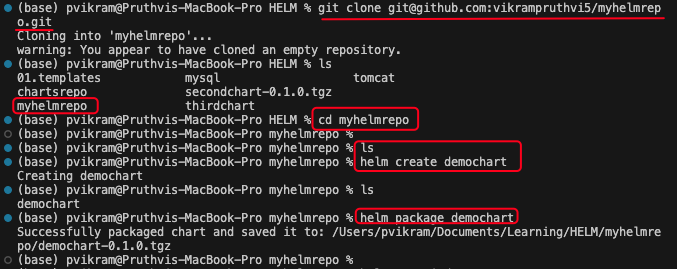 (base) pvikram@Pruthvis-MacBook-Pro HELM % git clone git@github.com:vikrampruthvi5/myhelmrep
o.git
Cloning into 'myhelmrepo'...
warning: You appear to have cloned an empty repository.
(base) pvikram@Pruthvis-MacBook-Pro HELM % ls
01.templates mysql tomcat
chartsrepo secondchart-0.1.0.tgz
myhelmrepo thirdchart
(base) pvikram@Pruthvis-MacBook-Pro HELM % cd myhelmrepo
(base) pvikram@Pruthvis-MacBook-Pro myhelmrepo %
(base) pvikram@Pruthvis-MacBook-Pro myhelmrepo % ls
(base) pvikram@Pruthvis-MacBook-Pro myhelmrepo % helm create demochart
Creating demochart
(base) pvikram@Pruthvis-MacBook-Pro myhelmrepo % ls
demochart
(base) pvikram@Pruthvis-MacBook-Pro myhelmrepo % helm package demochart
Successfully packaged chart and saved it to: /Users/pvikram/Documents/Learning/HELM/myhelmre
po/demochart-0.1.0.tgz
(base) pvikram@Pruthvis-MacBook-Pro myhelmrepo %